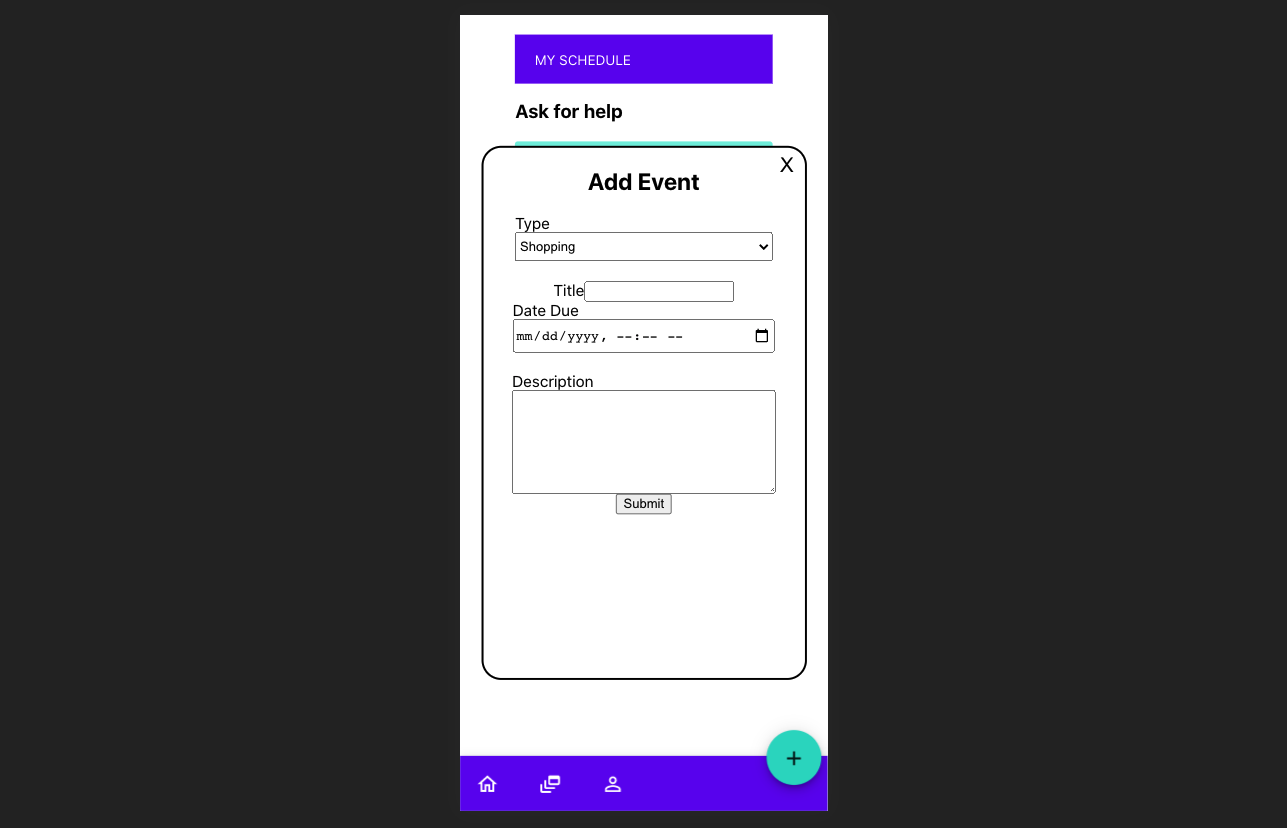 MY SCHEDULE
Ask for help
X
Add Event
Type
Shopping
Title
Date Due
mm/dd/yyyy, --:-- --
Description
Submit
+